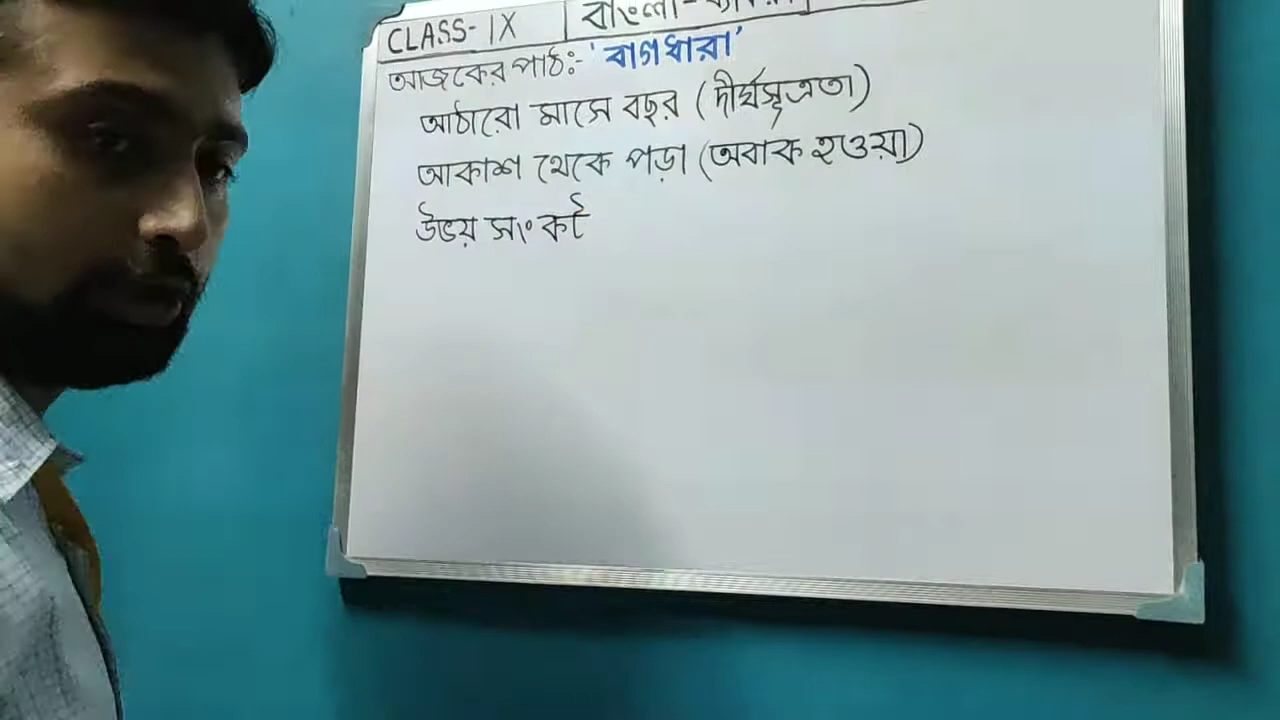 CLASS-IX | বাংলা-
আজকের পাঠ:- 'বাগধারা'
আঠারো মাসে বছর (দীর্ঘসূত্রতা)
আকাশ থেকে পড়া (অবাক হওয়া)
উভয় সংকট